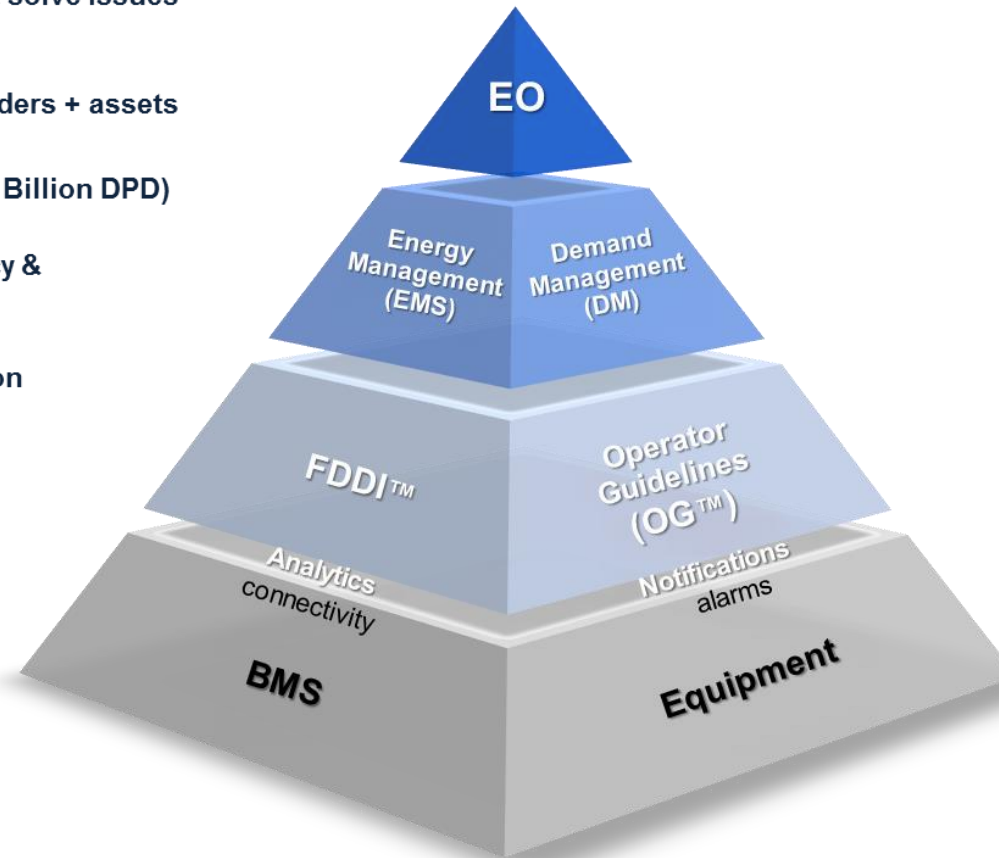 solve issues
ders + assets
Billion DPD)
y &
on
EO
Energy
Management
(EMS)
Demand
Management
(DM)
FDDI™
Operator
Guidelines
(OG™)
Analytics
connectivity
Notifications
alarms
BMS
Equipment